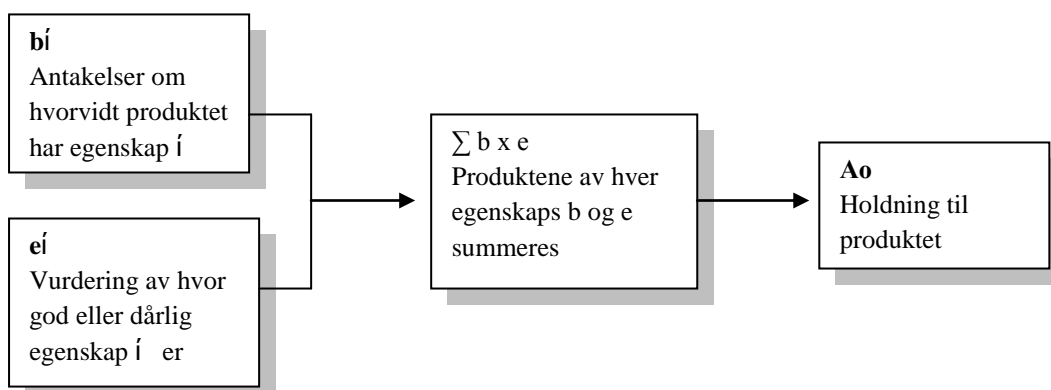 bí
Antakelser om
hvorvidt produktet
har egenskap í
eí
Vurdering av hvor
god eller dårlig
egenskap í er
∑ b x e
Produktene av hver
egenskaps b og e
summeres
Ao
Holdning til
produktet